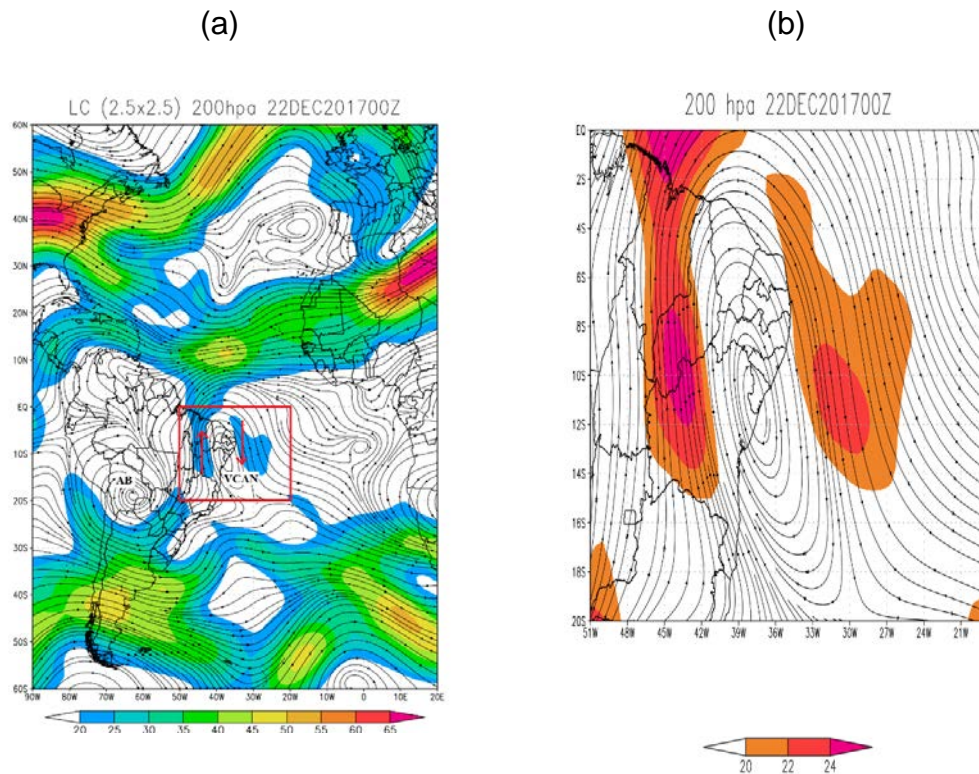 (a)
(b)
LC (2.5x2.5) 200hpa 22DEC201700Z
200 hpa 22DEC201700Z
60N
50N
40N
30N
20N
10N
EQ
10S
20S
30S
40S
50S
60S
AB
VCAN
90W 80W 70W 60W 50W 40W 30W 20W 10W 0 10E 20E
20 25 30 35 40 45 50 55 60 65
EQ
2S
4S
6S
8S
10S
12S
14S
16S
18S
20S
51W 48W 45W 42W 39W 36W 33W 30W 27W 24W 21W
20 22 24